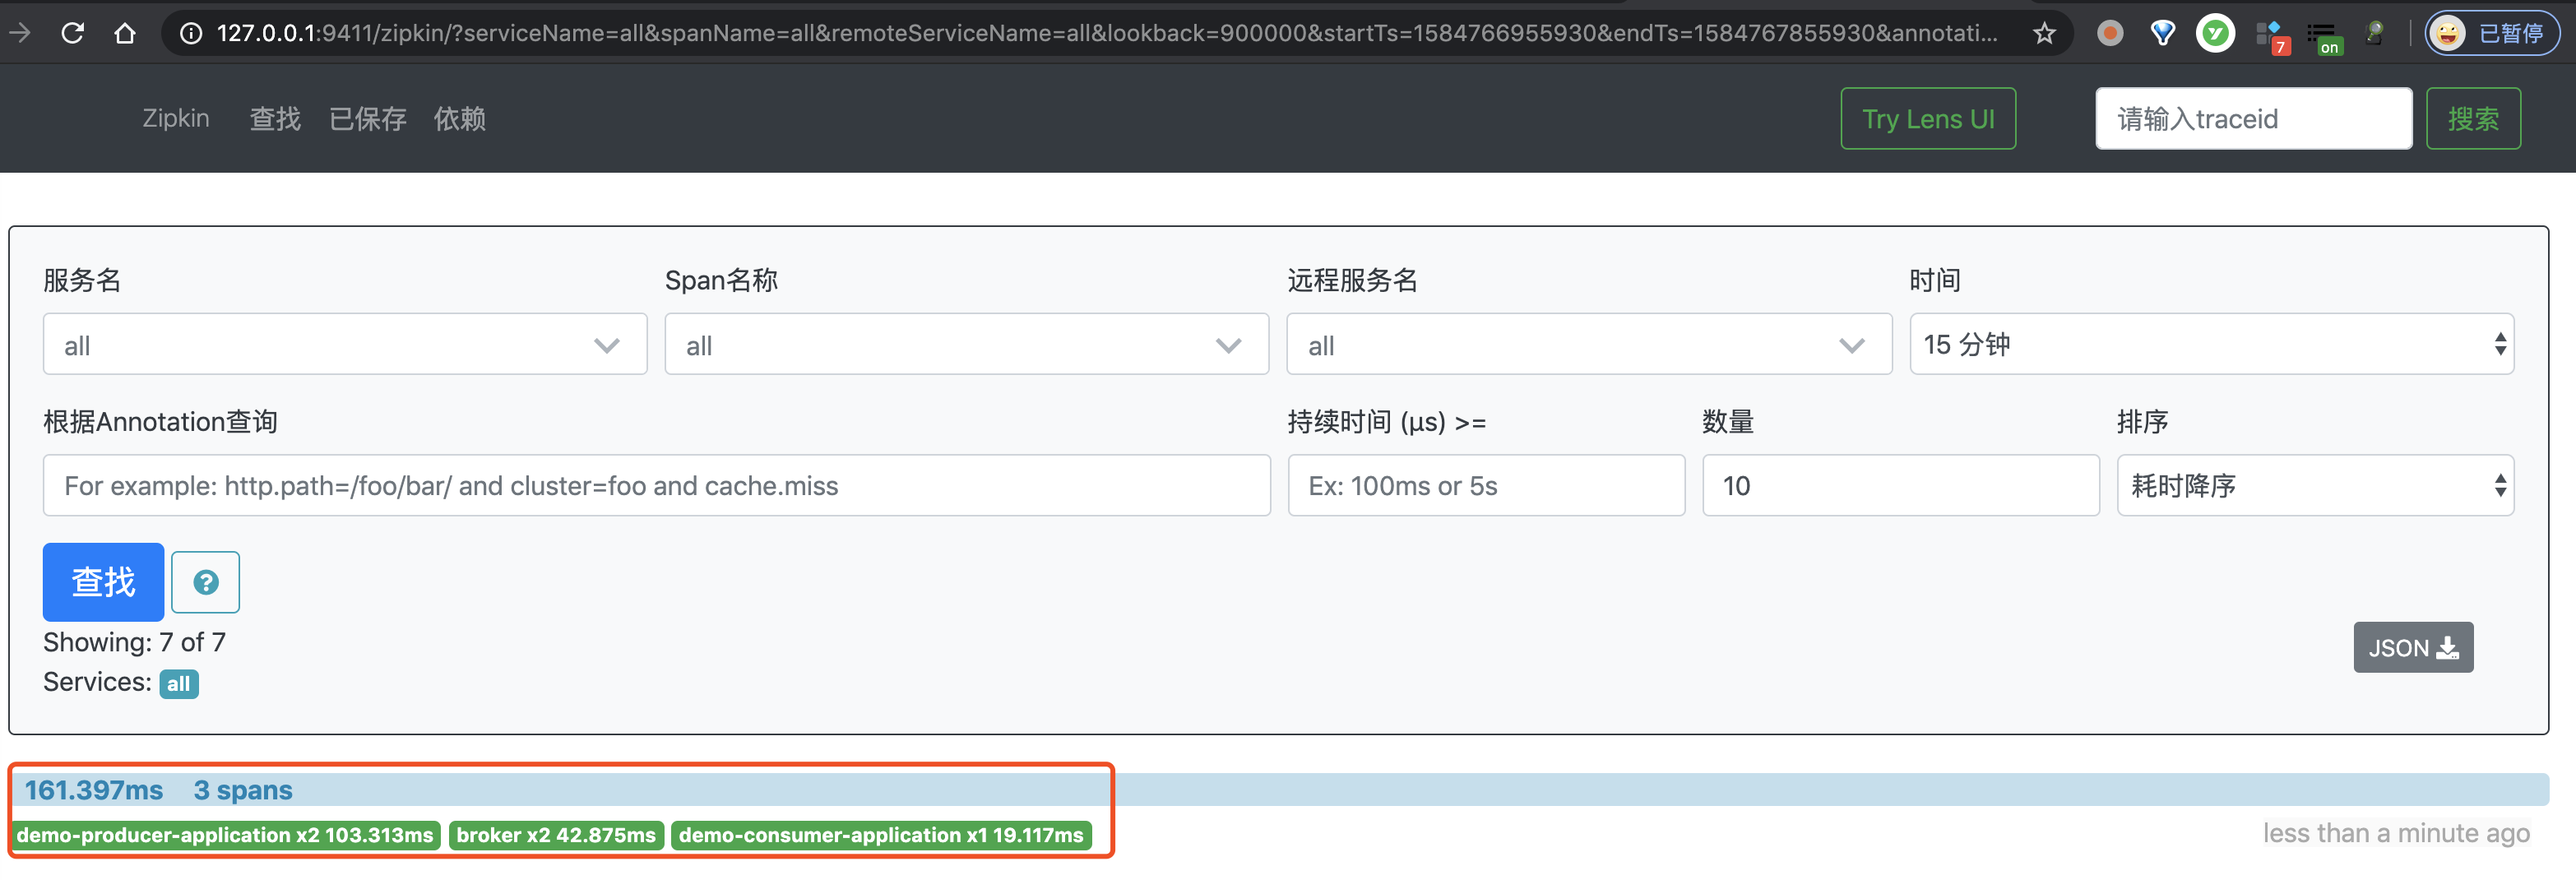 127.0.0.1:9411/zipkin/?serviceName=all&spanName=all&remoteServiceName=all&lookback=900000&startTs=1584766955930&endTs=1584767855930&annotati...
7
on
已暂停
Zipkin 查找 已保存 依赖 Try Lens UI 请输入traceid 搜索
服务名 Span名称 远程服务名 时间
all all all 15 分钟
根据Annotation查询 持续时间 (μs) >= 数量 排序
For example: http.path=/foo/bar/ and cluster=foo and cache.miss Ex: 100ms or 5s 10 耗时降序
查找 ?
Showing: 7 of 7
JSON
Services: all
161.397ms 3 spans
demo-producer-application x2 103.313ms broker x2 42.875ms demo-consumer-application x1 19.117ms less than a minute ago